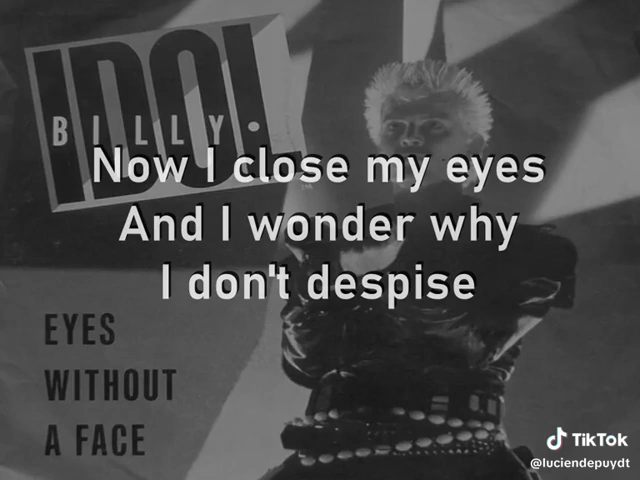 IDOL
BILLY
Now I close my eyes
And I wonder why
I don't despise
EYES
WITHOUT
A FACE
TikTok
@luciendepuydt